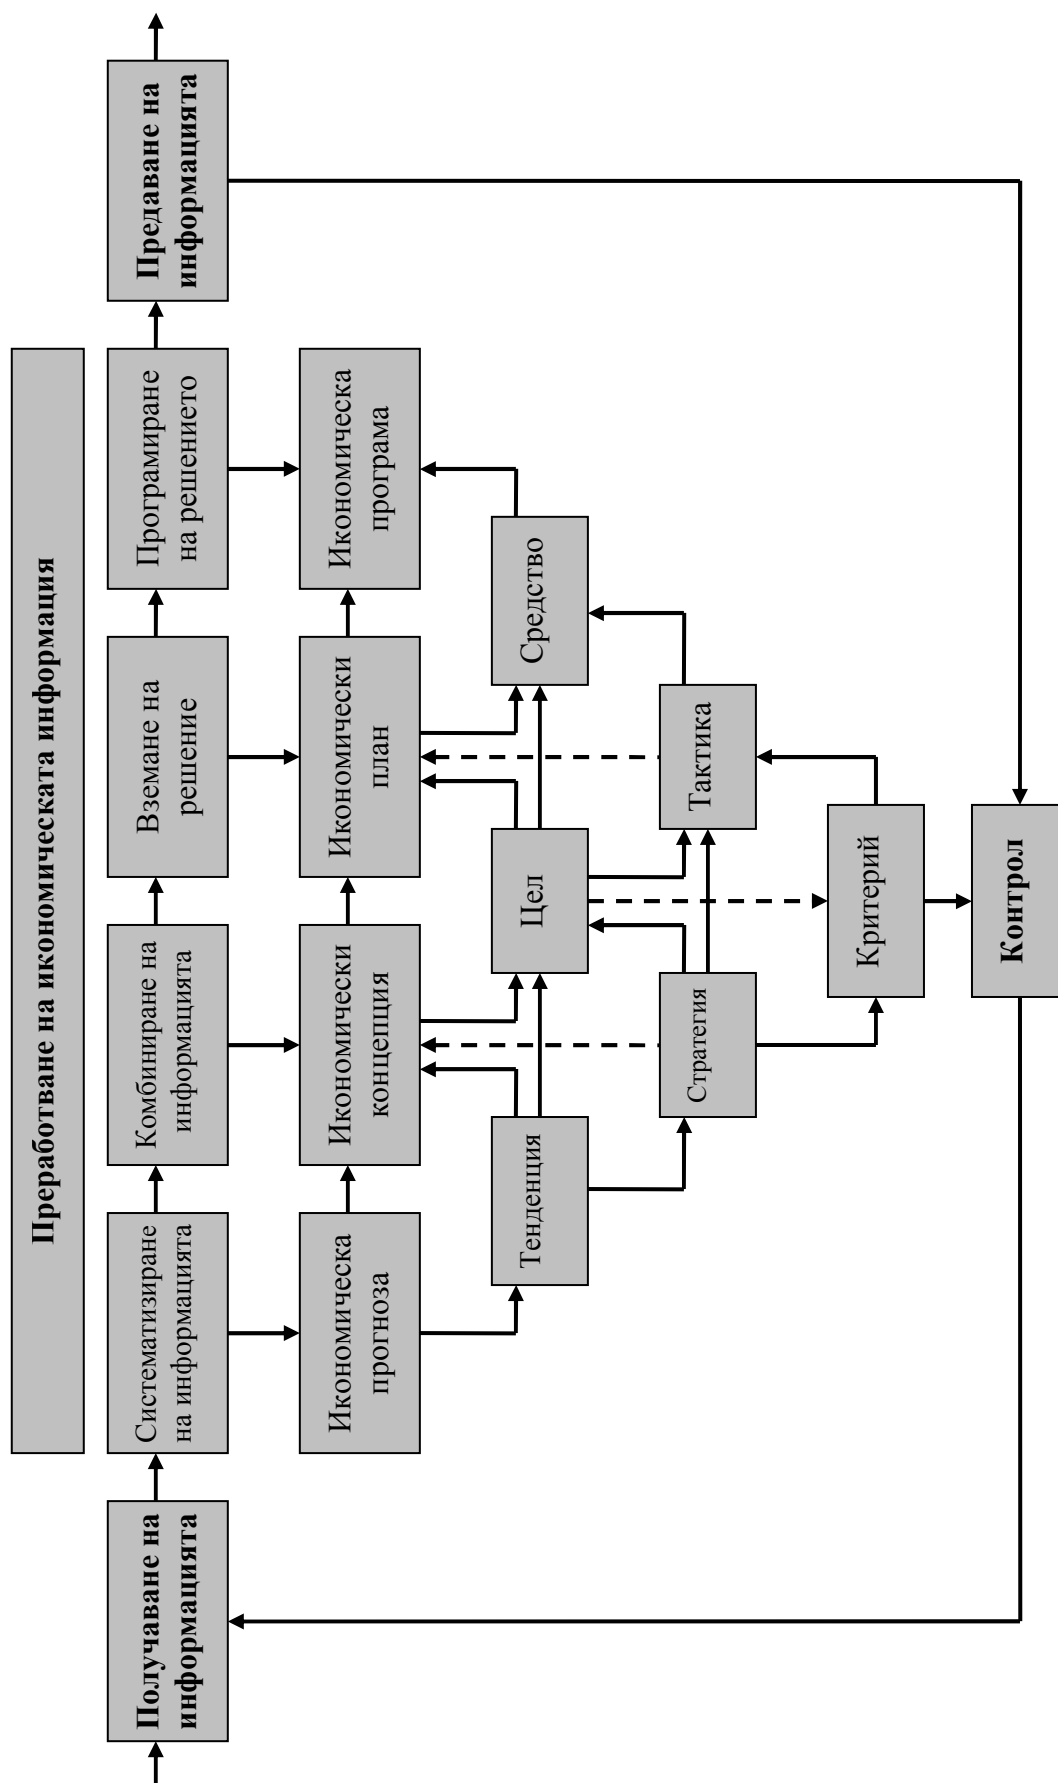 Преработване на икономическата информация
Получаване на
информацията
Систематизиране
на информацията
Комбиниране на
информацията
Вземане на
решение
Програмиране
на решението
Предаване на
информацията
Икономическа
прогноза
Икономически
концепция
Икономически
план
Икономическа
програма
Тенденция
Цел
Средство
Стратегия
Тактика
Критерий
Контрол